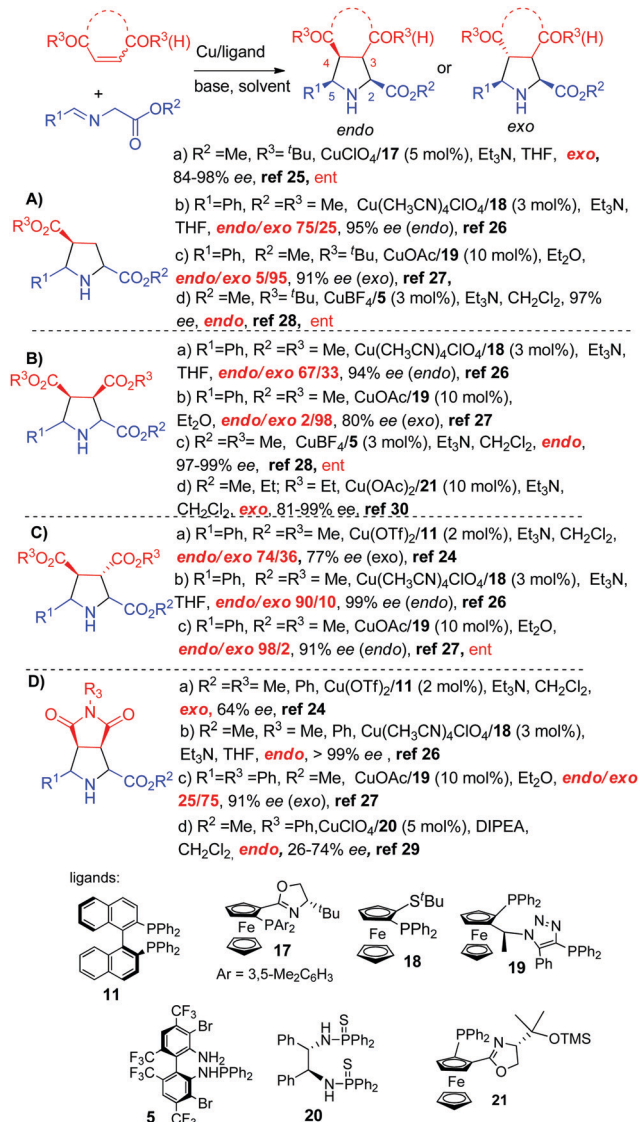 R³OC COR³(H)
+
R¹ N OR² O
Cu/ligand
base, solvent
R³OC COR³(H)
4 3
R¹ 5 N H 2 CO₂R²
endo
or
R³OC COR³(H)
R¹ N H CO₂R²
exo
A)
R³O₂C
R¹ N H CO₂R²
a) R² =Me, R³= ᵗBu, CuClO₄/17 (5 mol%), Et₃N, THF, exo,
84-98% ee, ref 25, ent
b) R¹=Ph, R² =R³ = Me, Cu(CH₃CN)₄ClO₄/18 (3 mol%), Et₃N,
THF, endo/exo 75/25, 95% ee (endo), ref 26
c) R¹=Ph, R² =Me, R³= ᵗBu, CuOAc/19 (10 mol%), Et₂O,
endo/exo 5/95, 91% ee (exo), ref 27,
d) R² =Me, R³= ᵗBu, CuBF₄/5 (3 mol%), Et₃N, CH₂Cl₂, 97%
ee, endo, ref 28, ent
B)
R³O₂C CO₂R³
R¹ N H CO₂R²
a) R¹=Ph, R² =R³ = Me, Cu(CH₃CN)₄ClO₄/18 (3 mol%), Et₃N,
THF, endo/exo 67/33, 94% ee (endo), ref 26
b) R¹=Ph, R² =R³ = Me, CuOAc/19 (10 mol%),
Et₂O, endo/exo 2/98, 80% ee (exo), ref 27
c) R² =R³= Me, CuBF₄/5 (3 mol%), Et₃N, CH₂Cl₂, endo,
97-99% ee, ref 28, ent
d) R² =Me, Et; R³ = Et, Cu(OAc)₂/21 (10 mol%), Et₃N,
CH₂Cl₂, exo, 81-99% ee, ref 30
C)
R³O₂C CO₂R³
R¹ N H CO₂R²
a) R¹=Ph, R² =R³ = Me, Cu(OTf)₂/11 (2 mol%), Et₃N, CH₂Cl₂,
endo/exo 74/36, 77% ee (exo), ref 24
b) R¹=Ph, R² =R³ = Me, Cu(CH₃CN)₄ClO₄/18 (3 mol%), Et₃N,
THF, endo/exo 90/10, 99% ee (endo), ref 26
c) R¹=Ph, R² =R³ = Me, CuOAc/19 (10 mol%), Et₂O,
endo/exo 98/2, 91% ee (endo), ref 27, ent
D)
R₃
O N O
R¹ N H CO₂R²
a) R² =R³= Me, Ph, Cu(OTf)₂/11 (2 mol%), Et₃N, CH₂Cl₂,
exo, 64% ee, ref 24
b) R² =Me, R³ = Me, Ph, Cu(CH₃CN)₄ClO₄/18 (3 mol%),
Et₃N, THF, endo, > 99% ee , ref 26
c) R¹=R³ =Ph, R² =Me, CuOAc/19 (10 mol%), Et₂O, endo/exo
25/75, 91% ee (exo), ref 27
d) R² =Me, R³ =Ph,CuClO₄/20 (5 mol%), DIPEA,
CH₂Cl₂, endo, 26-74% ee, ref 29
ligands:
PPh₂
PPh₂
11
O
N ᵗBu
Fe PAr₂
17
Ar = 3,5-Me₂C₆H₃
SᵗBu
PPh₂
Fe
18
PPh₂
Fe N N N
PPh₂
Ph
19
CF₃
Br
F₃C NH₂
F₃C NHPPh₂
Br
CF₃
5
S
Ph N H PPh₂
S
Ph N H PPh₂
20
PPh₂ N OTMS
O
Fe
21